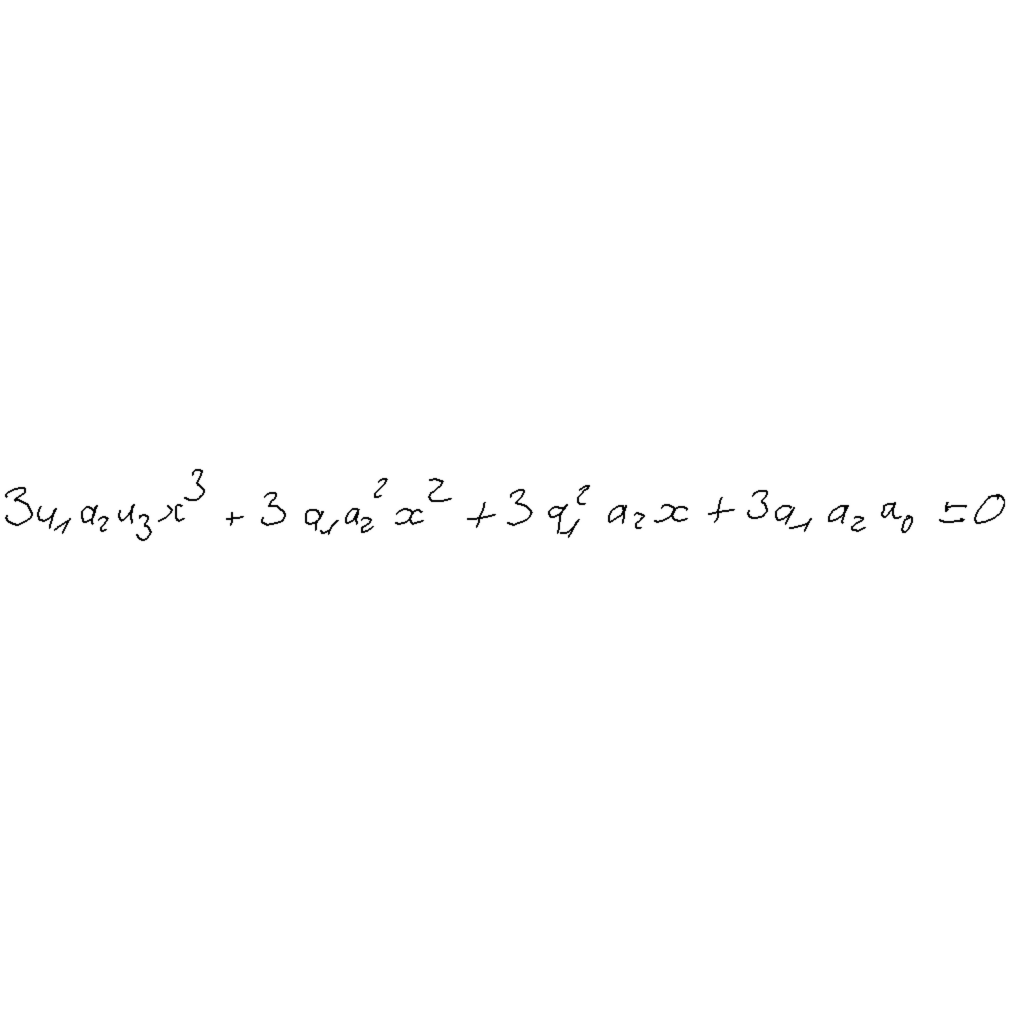 3a₁a₂a₃x³ + 3a₁a₂²x² + 3a₁²a₂x + 3a₁a₂a₀ = 0